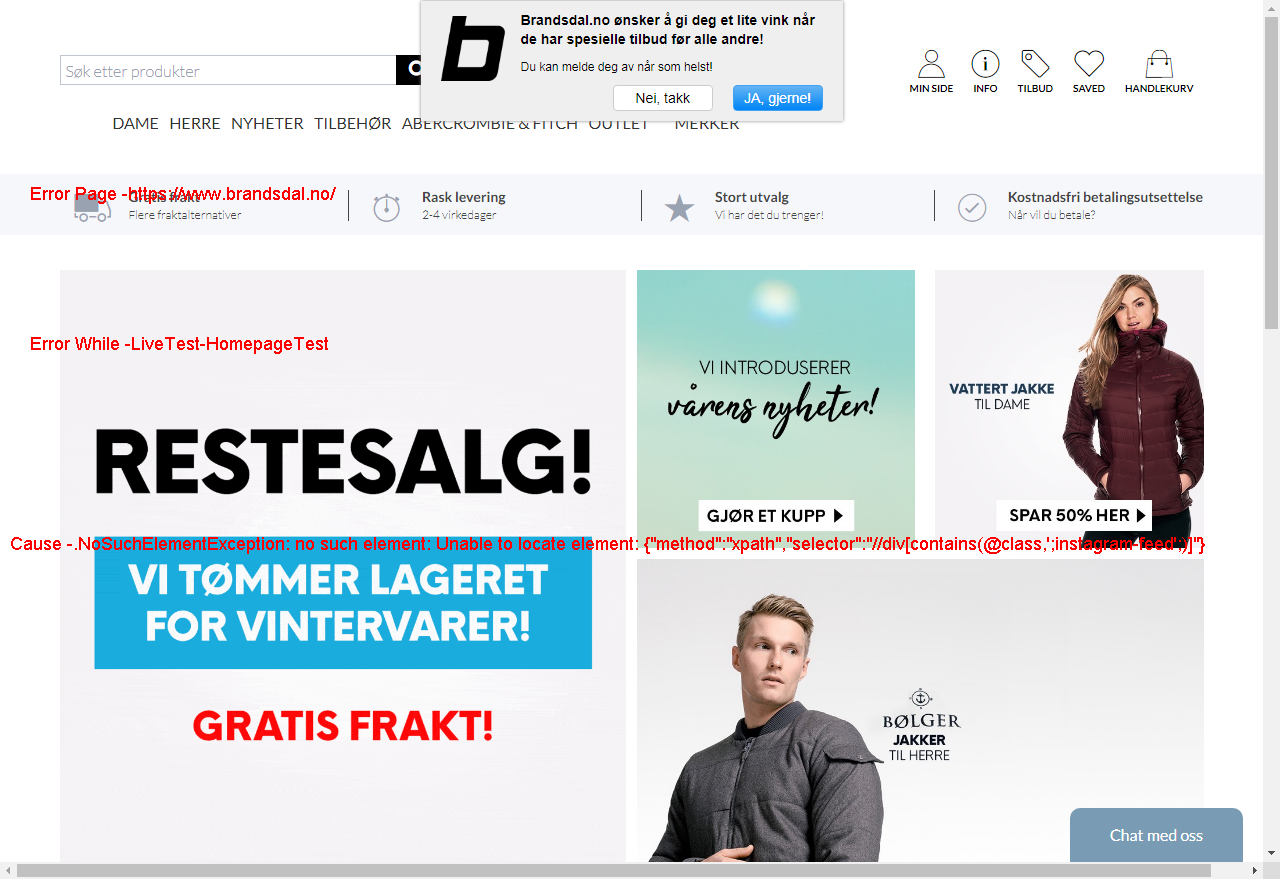 Brandsdal.no ønsker å gi deg et lite vink når
de har spesielle tilbud før alle andre!
Du kan melde deg av når som helst!
Nei, takk
JA, gjerne!
Søk etter produkter
MIN SIDE
INFO
TILBUD
SAVED
HANDLEKURV
DAME HERRE NYHETER TILBEHØR ABERCROMBIE & FITCH OUTLET MERKER
Error Page -https://www.brandsdal.no/
Gratis frakt
Flere fraktalternativer
Rask levering
2-4 virkedager
Stort utvalg
Vi har det du trenger!
Kostnadsfri betalingsutsettelse
Når vil du betale?
Error While -LiveTest-HomepageTest
RESTESALG!
VI INTRODUSERER
vårens nyheter!
GJØR ET KUPP
VATTERT JAKKE
TIL DAME
SPAR 50% HER
Cause -.NoSuchElementException: no such element: Unable to locate element: {"method":"xpath","selector":"//div[contains(@class,';instagram-feed';)]"}
VI TØMMER LAGERET
FOR VINTERVARER!
GRATIS FRAKT!
BØLGER
JAKKER
TIL HERRE
Chat med oss